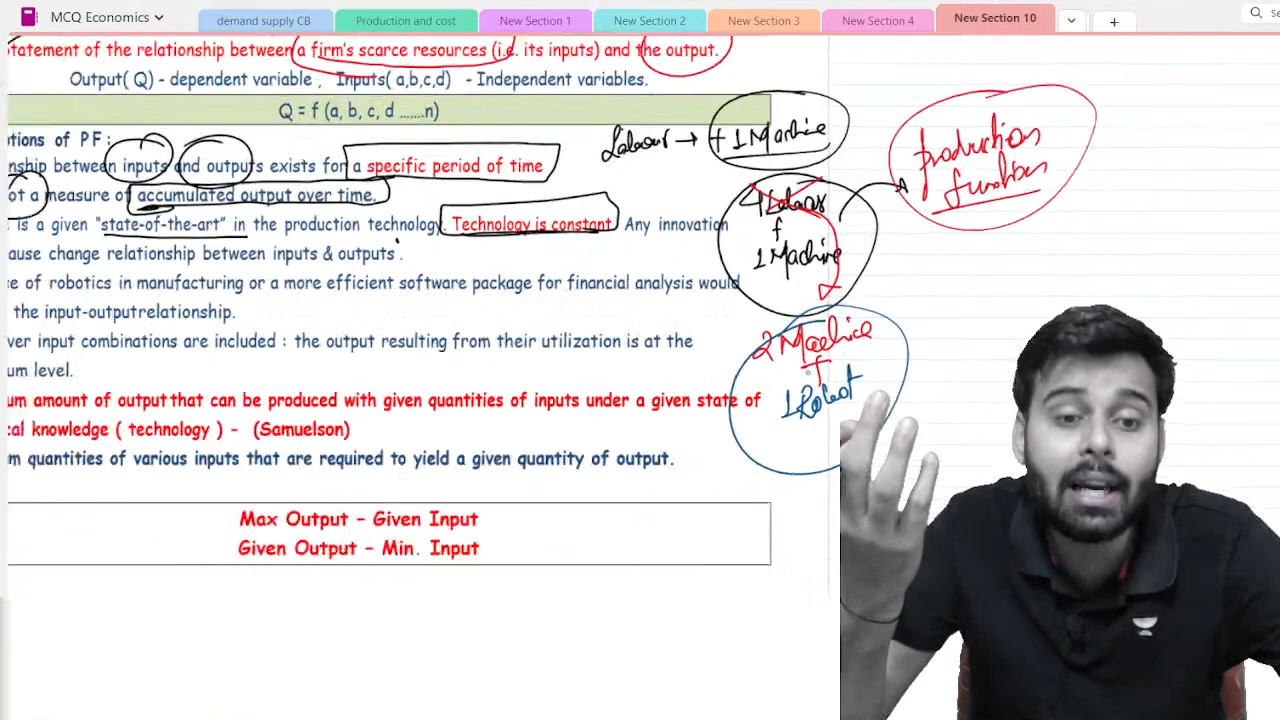 MCQ Economics
demand supply CB
Production and cost
New Section 1
New Section 2
New Section 3
New Section 4
New Section 10
Se
tatement of the relationship between a firm's scarce resources (i.e. its inputs) and the output.
Output( Q) - dependent variable , Inputs( a,b,c,d) - Independent variables.
Q = f (a, b, c, d .......n)
ptions of PF:
nship between inputs and outputs exists for a specific period of time
ot a measure of accumulated output over time.
is a given "state-of-the-art" in the production technology. Technology is constant Any innovation
ause change relationship between inputs & outputs .
se of robotics in manufacturing or a more efficient software package for financial analysis would
the input-outputrelationship.
ver input combinations are included : the output resulting from their utilization is at the
um level.
um amount of output that can be produced with given quantities of inputs under a given state of
cal knowledge ( technology ) - (Samuelson)
m quantities of various inputs that are required to yield a given quantity of output.
Max Output – Given Input
Given Output – Min. Input
Labour → + 1 Machine
4 Labour
+
1 Machine
2 Machine
+
1 Robot
production
function